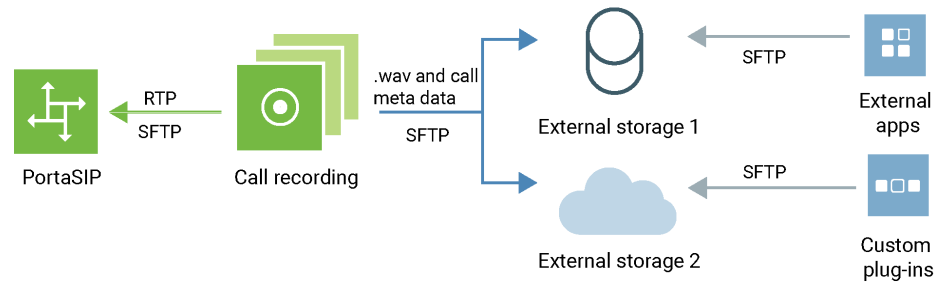 RTP
SFTP
PortaSIP
Call recording
.wav and call
meta data
SFTP
External storage 1
SFTP
External
apps
External storage 2
SFTP
Custom
plug-ins